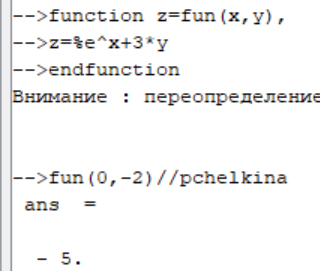 -->function z=fun(x,y),
-->z=%e^x+3*y
-->endfunction
Внимание : переопределение
-->fun(0,-2)//pchelkina
ans =
- 5.